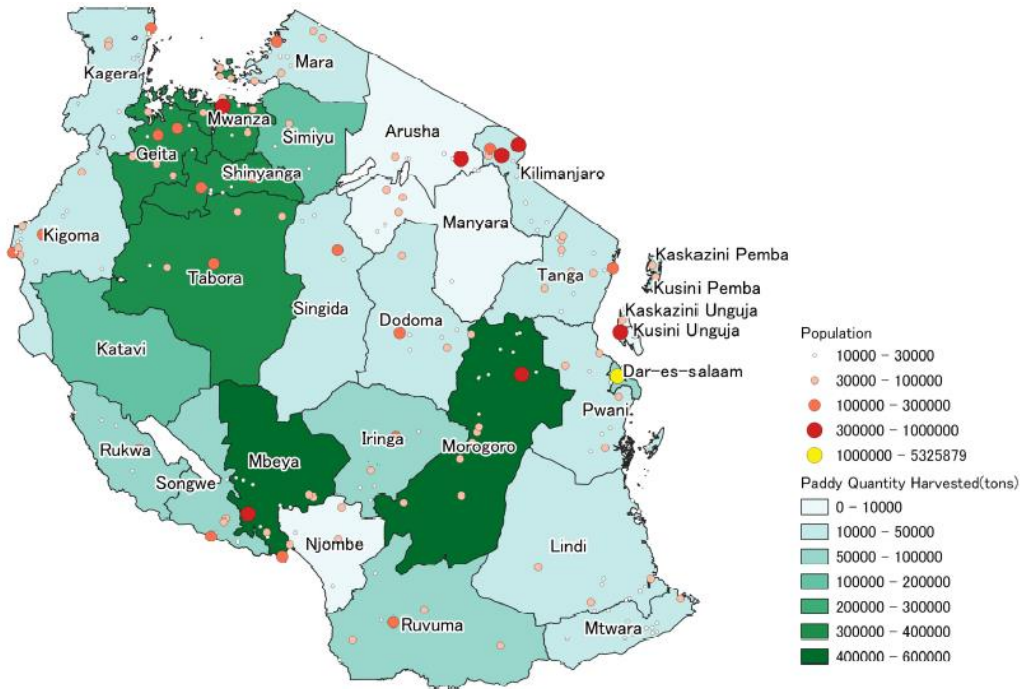 Mara
Kagera
Mwanza
Arusha
Simiyu
Geita
Shinyanga
Kilimanjaro
Manyara
Kigoma
Kaskazini Pemba
Tanga
Tabora
Kusini Pemba
Singida
Kaskazini Unguja
Dodoma
Kusini Unguja
Katavi
Dar-es-salaam
Pwani
Iringa
Morogoro
Rukwa
Mbeya
Songwe
Njombe
Lindi
Ruvuma
Mtwara
Population
10000 - 30000
30000 - 100000
100000 - 300000
300000 - 1000000
1000000 - 5325879
Paddy Quantity Harvested(tons)
0 - 10000
10000 - 50000
50000 - 100000
100000 - 200000
200000 - 300000
300000 - 400000
400000 - 600000